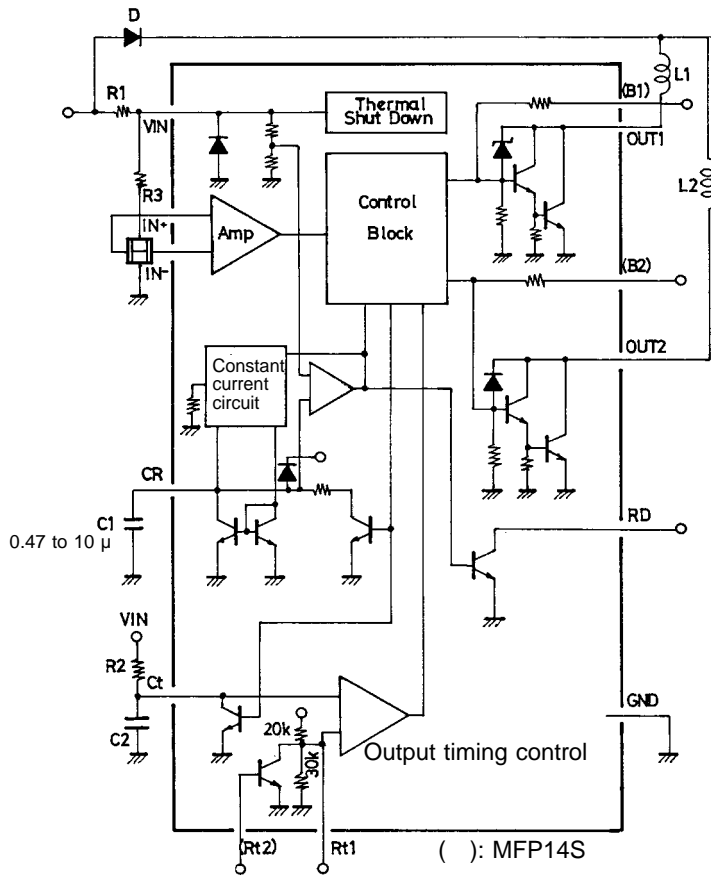 D
L1
R1
(B1)
VIN
Thermal
Shut Down
OUT1
L2
R3
IN+
Amp
Control
Block
IN-
(B2)
OUT2
Constant
current
circuit
CR
C1
0.47 to 10 µ
RD
VIN
R2
Ct
C2
GND
20k
30k
Output timing control
(Rt2)
Rt1
( ): MFP14S